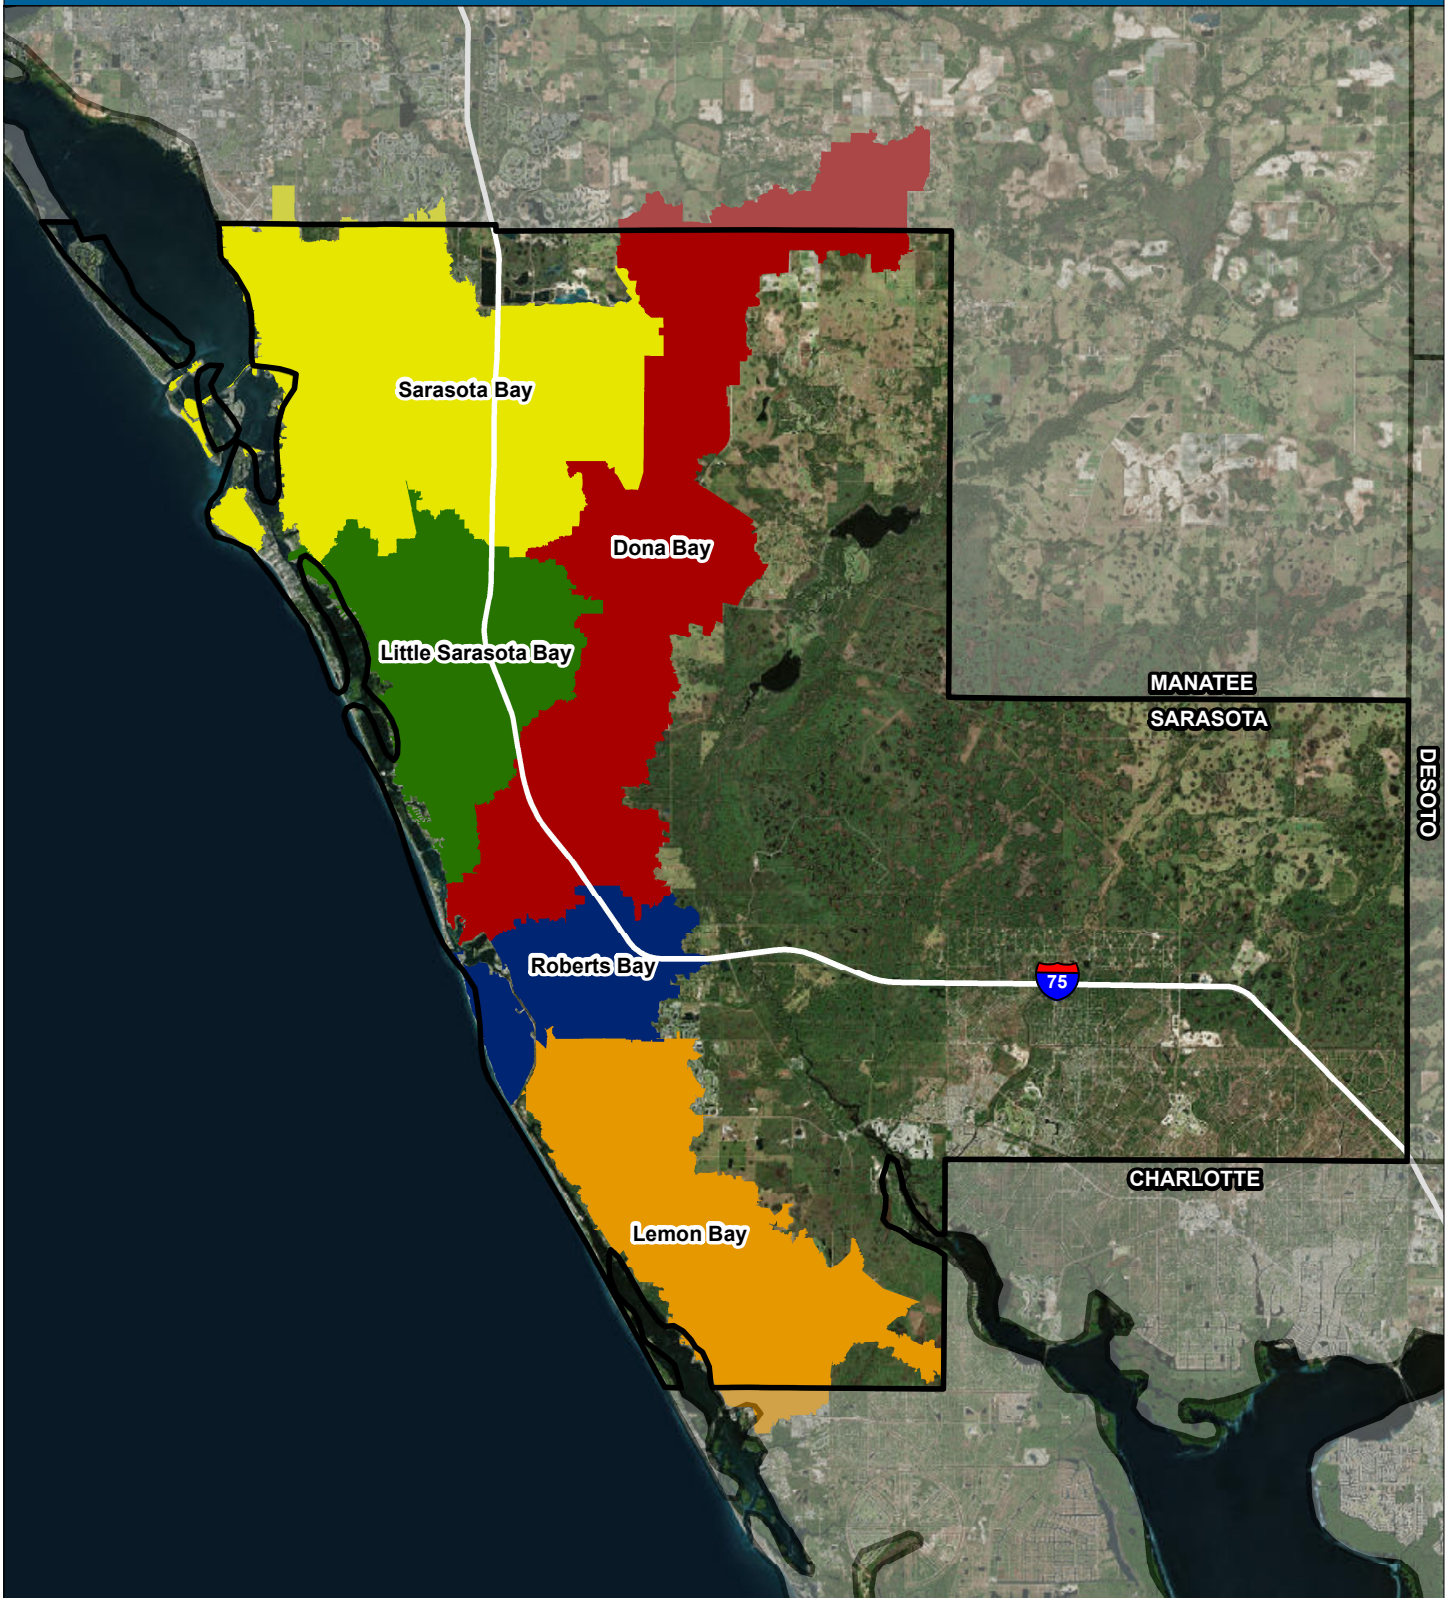 Sarasota Bay
Dona Bay
Little Sarasota Bay
MANATEE
SARASOTA
DESOTO
Roberts Bay
75
CHARLOTTE
Lemon Bay